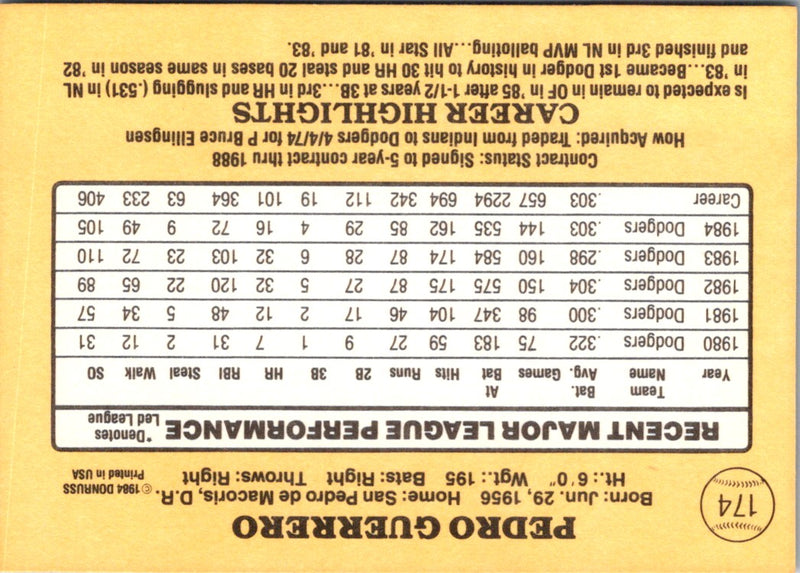 174
PEDRO GUERRERO
Born: Jun. 29, 1956 Home: San Pedro de Macoris, D.R.
Ht.: 6'0" Wgt.: 195 Bats: Right Throws: Right
© 1984 DONRUSS
Printed in USA
RECENT MAJOR LEAGUE PERFORMANCE
*Denotes
Led League
Year Team Name Bat. Avg. Games At Bat Hits Runs 2B 3B HR RBI Steal Walk SO
1980 Dodgers .322 75 183 59 27 9 1 7 31 2 12 31
1981 Dodgers .300 98 347 104 46 17 2 12 48 5 34 57
1982 Dodgers .304 150 575 175 87 27 5 32 120 22 65 89
1983 Dodgers .298 160 584 174 87 28 6 32 103 23 72 110
1984 Dodgers .303 144 535 162 85 29 4 16 72 9 49 105
Career .303 657 2294 694 342 112 19 101 364 63 233 406
Contract Status: Signed to 5-year contract thru 1988
How Acquired: Traded from Indians to Dodgers 4/4/74 for P Bruce Ellingsen
CAREER HIGHLIGHTS
Is expected to remain in OF in '85 after 1-1/2 years at 3B...3rd in HR and slugging (.531) in NL
in '83...Became 1st Dodger in history to hit 30 HR and steal 20 bases in same season in '82
and finished 3rd in NL MVP balloting...All Star in '81 and '83.